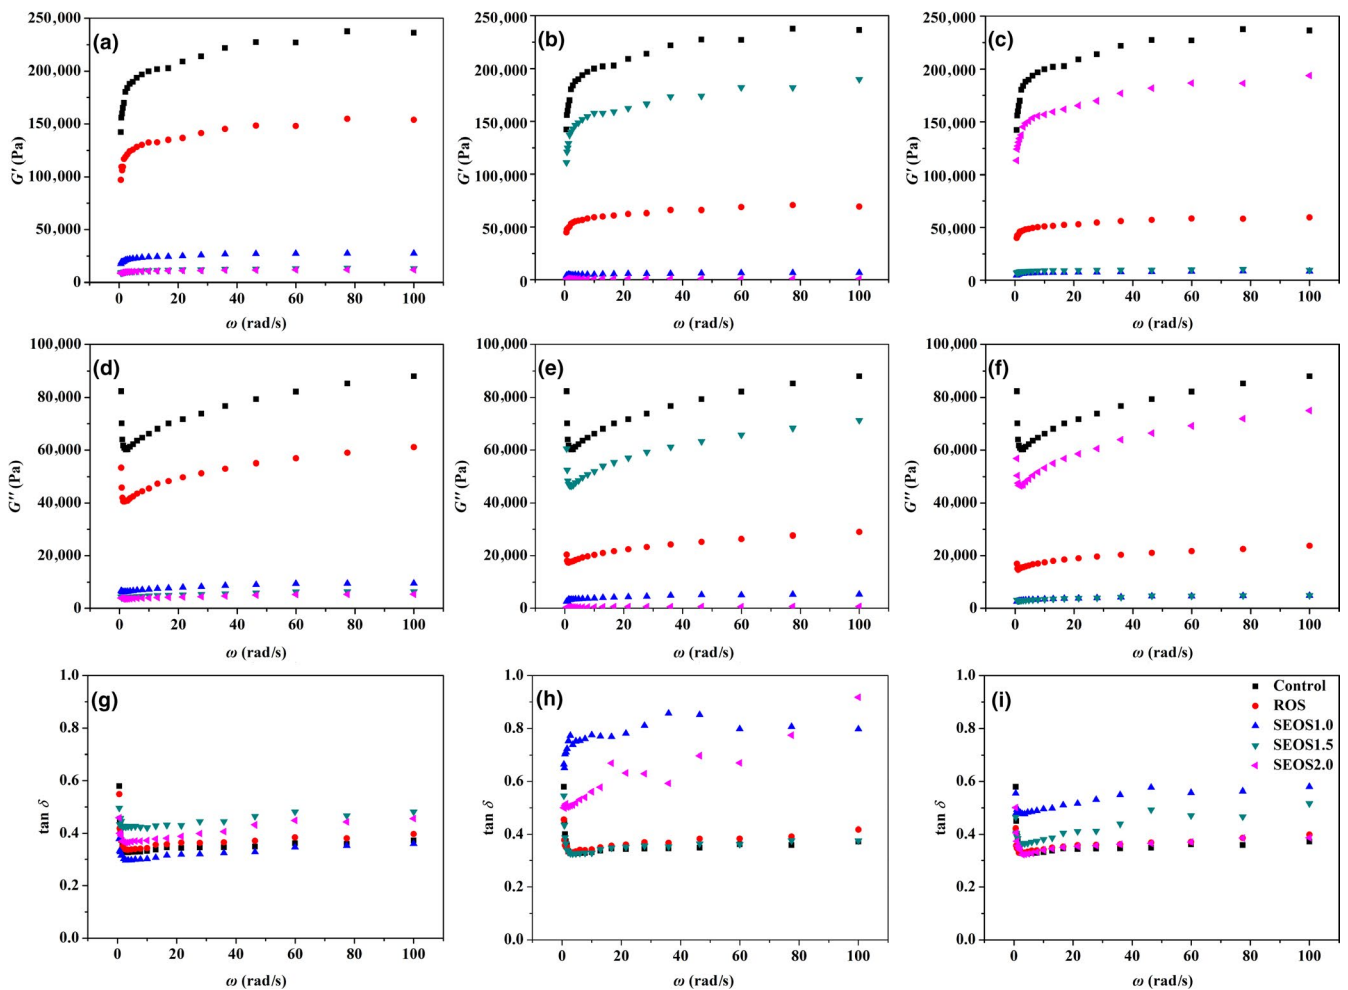 (a)
250,000
200,000
150,000
100,000
50,000
0
G′ (Pa)
0 20 40 60 80 100
ω (rad/s)
(b)
250,000
200,000
150,000
100,000
50,000
0
G′ (Pa)
0 20 40 60 80 100
ω (rad/s)
(c)
250,000
200,000
150,000
100,000
50,000
0
G′ (Pa)
0 20 40 60 80 100
ω (rad/s)
(d)
100,000
80,000
60,000
40,000
20,000
0
G″ (Pa)
0 20 40 60 80 100
ω (rad/s)
(e)
100,000
80,000
60,000
40,000
20,000
0
G″ (Pa)
0 20 40 60 80 100
ω (rad/s)
(f)
100,000
80,000
60,000
40,000
20,000
0
G″ (Pa)
0 20 40 60 80 100
ω (rad/s)
(g)
1.0
0.8
0.6
0.4
0.2
0.0
tan δ
0 20 40 60 80 100
ω (rad/s)
(h)
1.0
0.8
0.6
0.4
0.2
0.0
tan δ
0 20 40 60 80 100
ω (rad/s)
(i)
1.0
0.8
0.6
0.4
0.2
0.0
tan δ
0 20 40 60 80 100
ω (rad/s)
Control
ROS
SEOS1.0
SEOS1.5
SEOS2.0